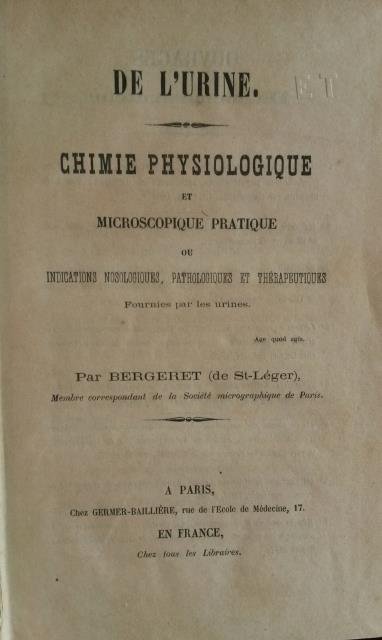 DE L'URINE.
ET
CHIMIE PHYSIOLOGIQUE
ET
MICROSCOPIQUE PRATIQUE
OU
INDICATIONS NOSOLOGIQUES, PATHOLOGIQUES ET THÉRAPEUTIQUES
Fournies par les urines.
Age quod agis.
Par BERGERET (de St-Léger),
Membre correspondant de la Société micrographique de Paris.
A PARIS,
Chez GERMER-BAILLIÈRE, rue de l'Ecole de Médecine, 17.
EN FRANCE,
Chez tous les Libraires.